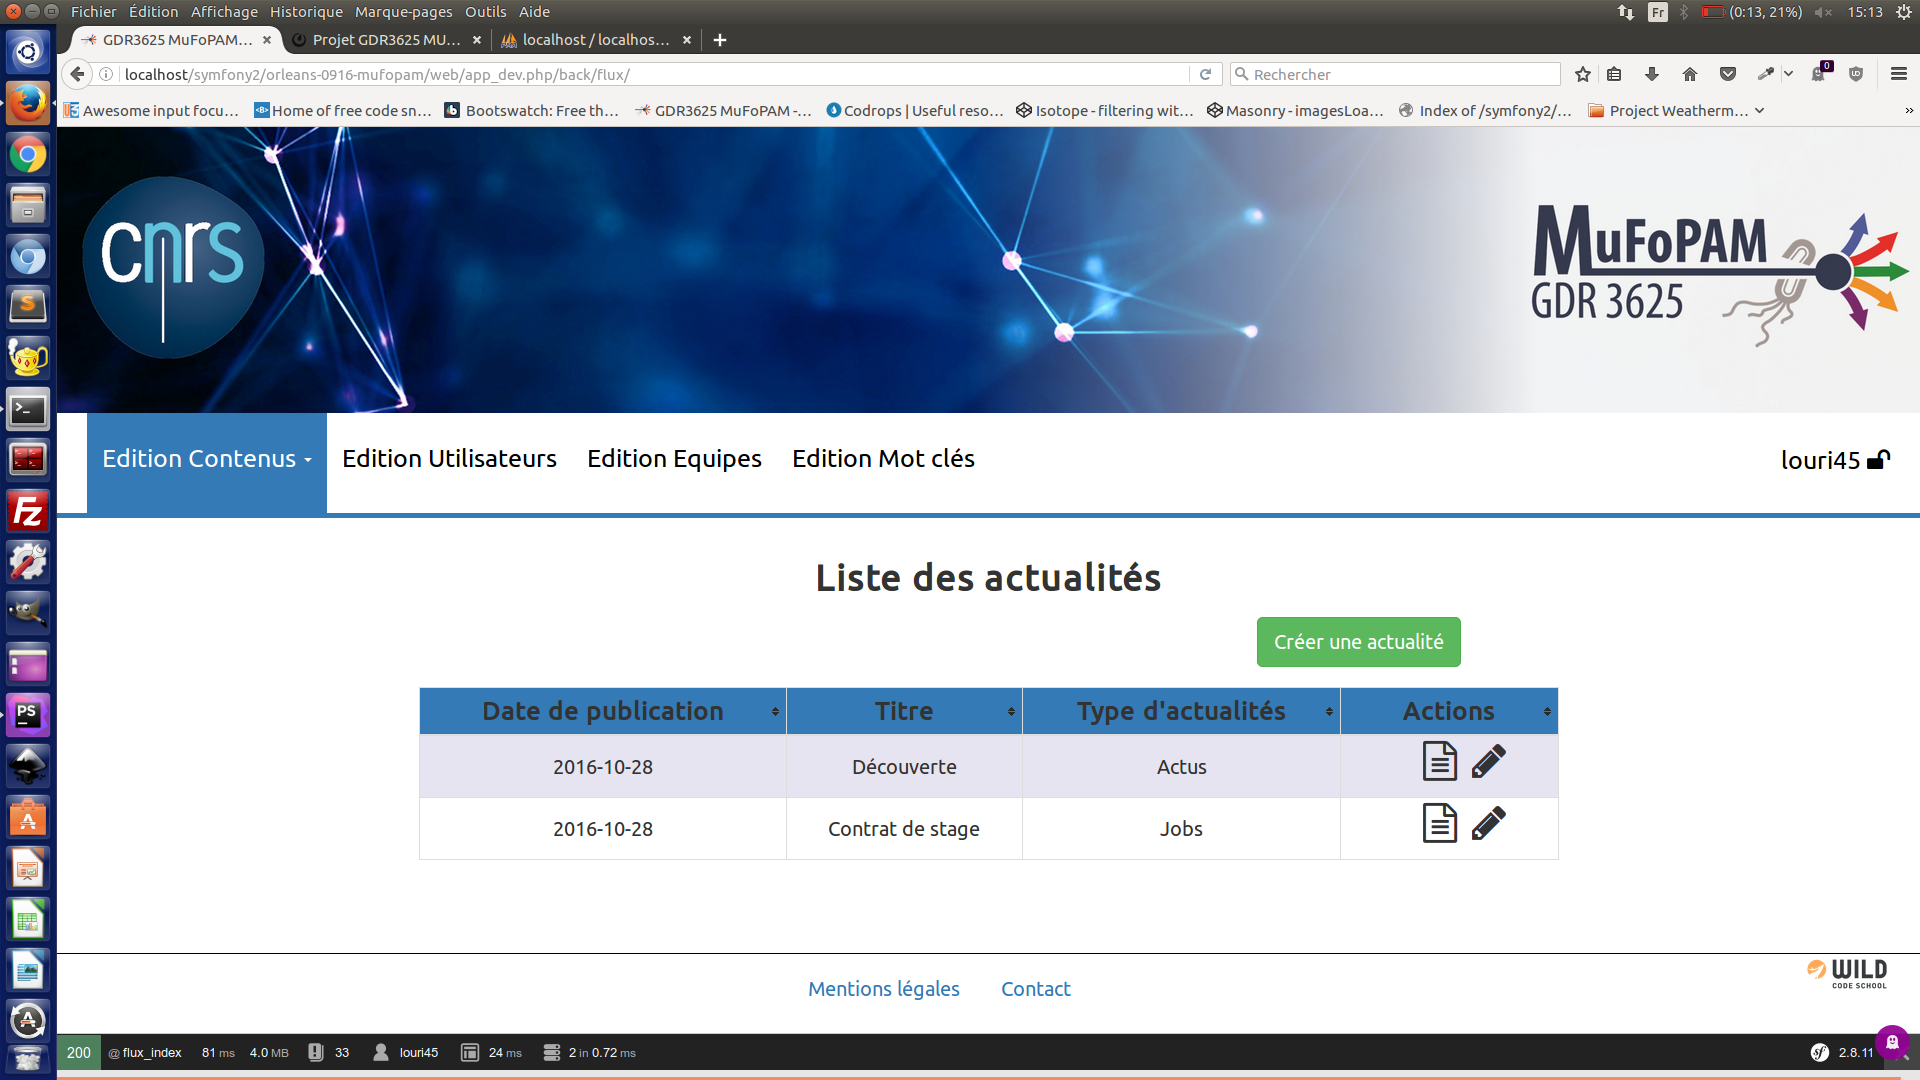 Fichier Édition Affichage Historique Marque-pages Outils Aide
Fr (0:13, 21%) 15:13
GDR3625 MuFoPAM... × Projet GDR3625 MU... × localhost / localhos... × +
localhost/symfony2/orleans-0916-mufopam/web/app_dev.php/back/flux/
Rechercher
0
Awesome input focu... Home of free code sn... Bootswatch: Free th... GDR3625 MuFoPAM -... Codrops | Useful reso... Isotope - filtering wit... Masonry - imagesLoa... Index of /symfony2/... Project Weatherm... »
cnrs
MuFoPAM
GDR 3625
Edition Contenus Edition Utilisateurs Edition Equipes Edition Mot clés louri45
Liste des actualités
Créer une actualité
Date de publication Titre Type d'actualités Actions
2016-10-28 Découverte Actus
2016-10-28 Contrat de stage Jobs
WILD
CODE SCHOOL
Mentions légales Contact
200 @ flux_index 81 ms 4.0 MB 33 louri45 24 ms 2 in 0.72 ms sf 2.8.11